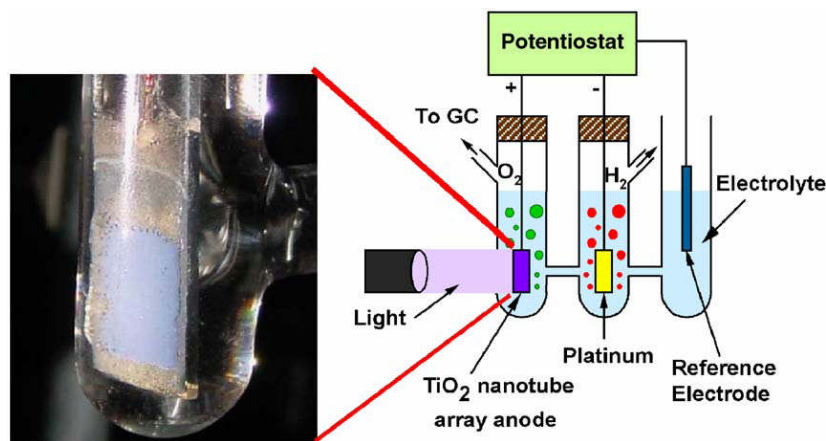 Potentiostat
+
-
To GC
O2
H2
Electrolyte
Light
Platinum
TiO2 nanotube
array anode
Reference
Electrode